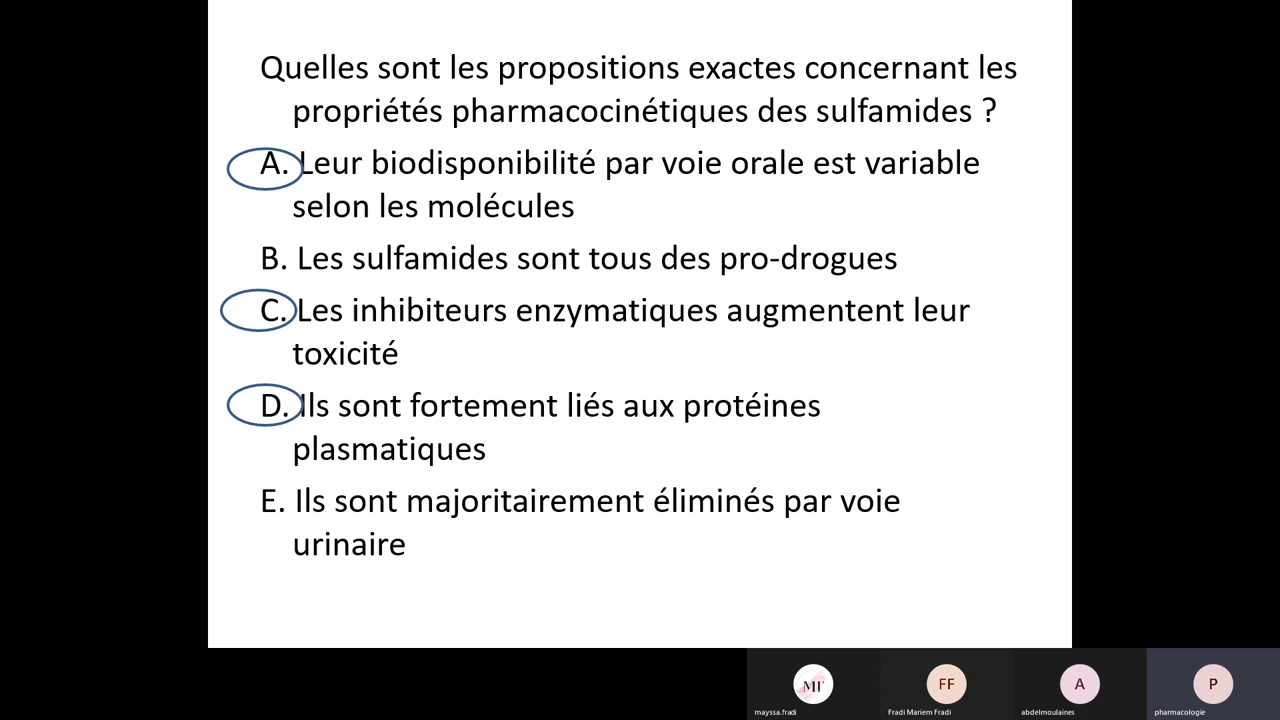 Quelles sont les propositions exactes concernant les
propriétés pharmacocinétiques des sulfamides ?
A. Leur biodisponibilité par voie orale est variable
selon les molécules
B. Les sulfamides sont tous des pro-drogues
C. Les inhibiteurs enzymatiques augmentent leur
toxicité
D. Ils sont fortement liés aux protéines
plasmatiques
E. Ils sont majoritairement éliminés par voie
urinaire
MF
FF
A
P
mayssa.fradi
Fradi Mariem Fradi
abdelmoulaines
pharmacologie